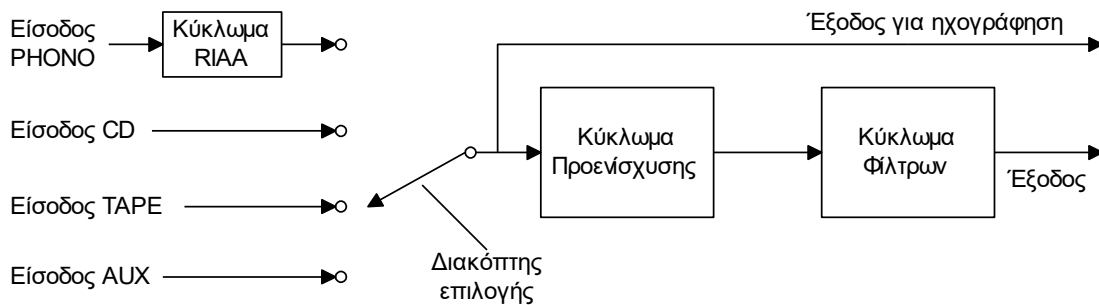 Είσοδος
PHONO
Κύκλωμα
RIAA
Έξοδος για ηχογράφηση
Είσοδος CD
Κύκλωμα
Προενίσχυσης
Κύκλωμα
Φίλτρων
Έξοδος
Είσοδος TAPE
Διακόπτης
επιλογής
Είσοδος AUX